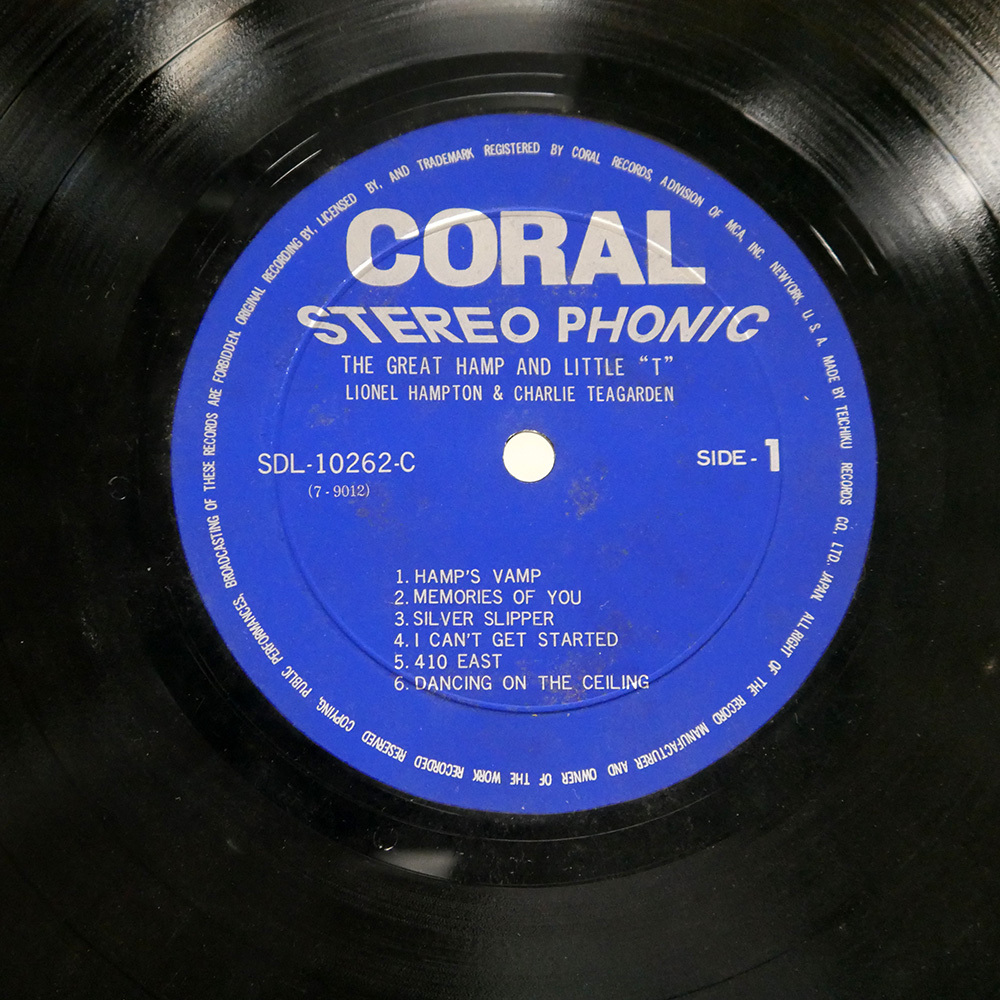 ORIGINAL RECORDING BY, LICENSED BY, AND TRADEMARK REGISTERED BY CORAL RECORDS, A DIVISION OF MCA, INC. NEWYORK, U. S. A. MADE BY TEICHIKU RECORDS CO., LTD. JAPAN, ALL RIGHT OF THE RECORD MANUFACTURER AND OWNER OF THE WORK RECORDED RESERVED COPYING, PUBLIC PERFORMANCES, BROADCASTING OF THESE RECORDS ARE FORBIDDEN.
CORAL
STEREO PHONIC
THE GREAT HAMP AND LITTLE “T”
LIONEL HAMPTON & CHARLIE TEAGARDEN
SDL-10262-C
(7-9012)
SIDE-1
1. HAMP'S VAMP
2. MEMORIES OF YOU
3. SILVER SLIPPER
4. I CAN'T GET STARTED
5. 410 EAST
6. DANCING ON THE CEILING